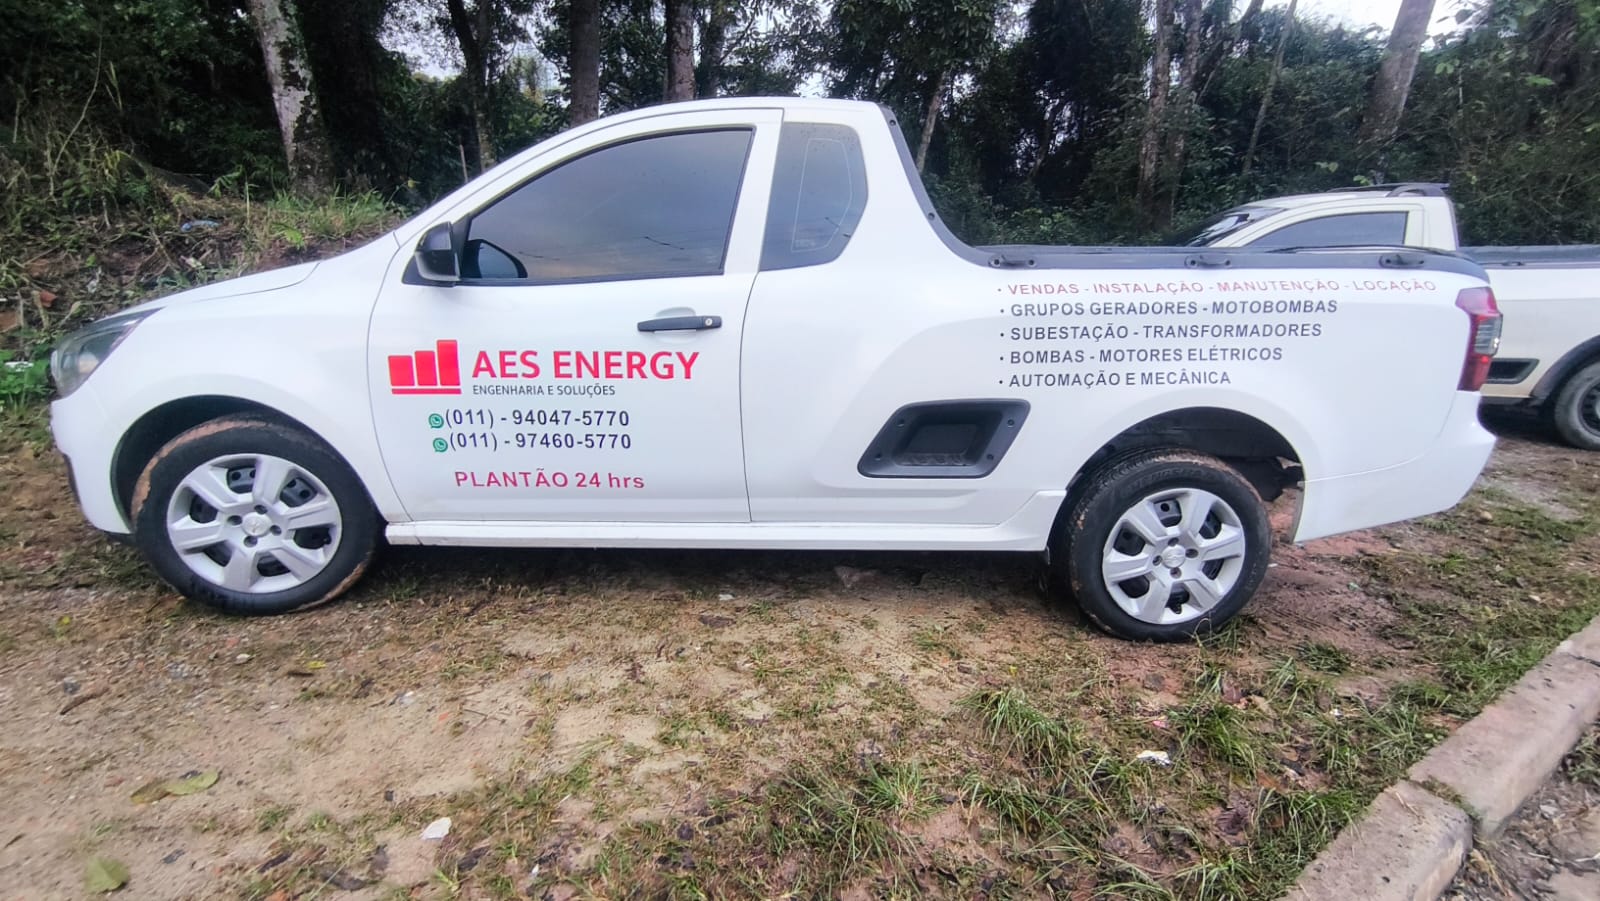 AES ENERGY
ENGENHARIA E SOLUÇÕES
(011) - 94047-5770
(011) - 97460-5770
PLANTÃO 24 hrs
• VENDAS - INSTALAÇÃO - MANUTENÇÃO - LOCAÇÃO
• GRUPOS GERADORES - MOTOBOMBAS
• SUBESTAÇÃO - TRANSFORMADORES
• BOMBAS - MOTORES ELÉTRICOS
• AUTOMAÇÃO E MECÂNICA